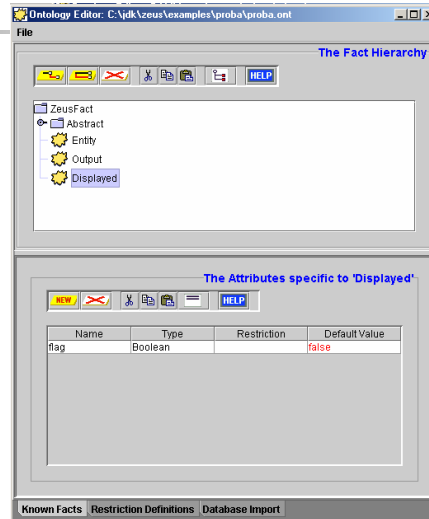 Ontology Editor: C:\jdk\zeus\examples\proba\proba.ont
File
The Fact Hierarchy
HELP
ZeusFact
Abstract
Entity
Output
Displayed
The Attributes specific to 'Displayed'
NEW HELP
Name Type Restriction Default Value
flag Boolean false
Known Facts Restriction Definitions Database Import